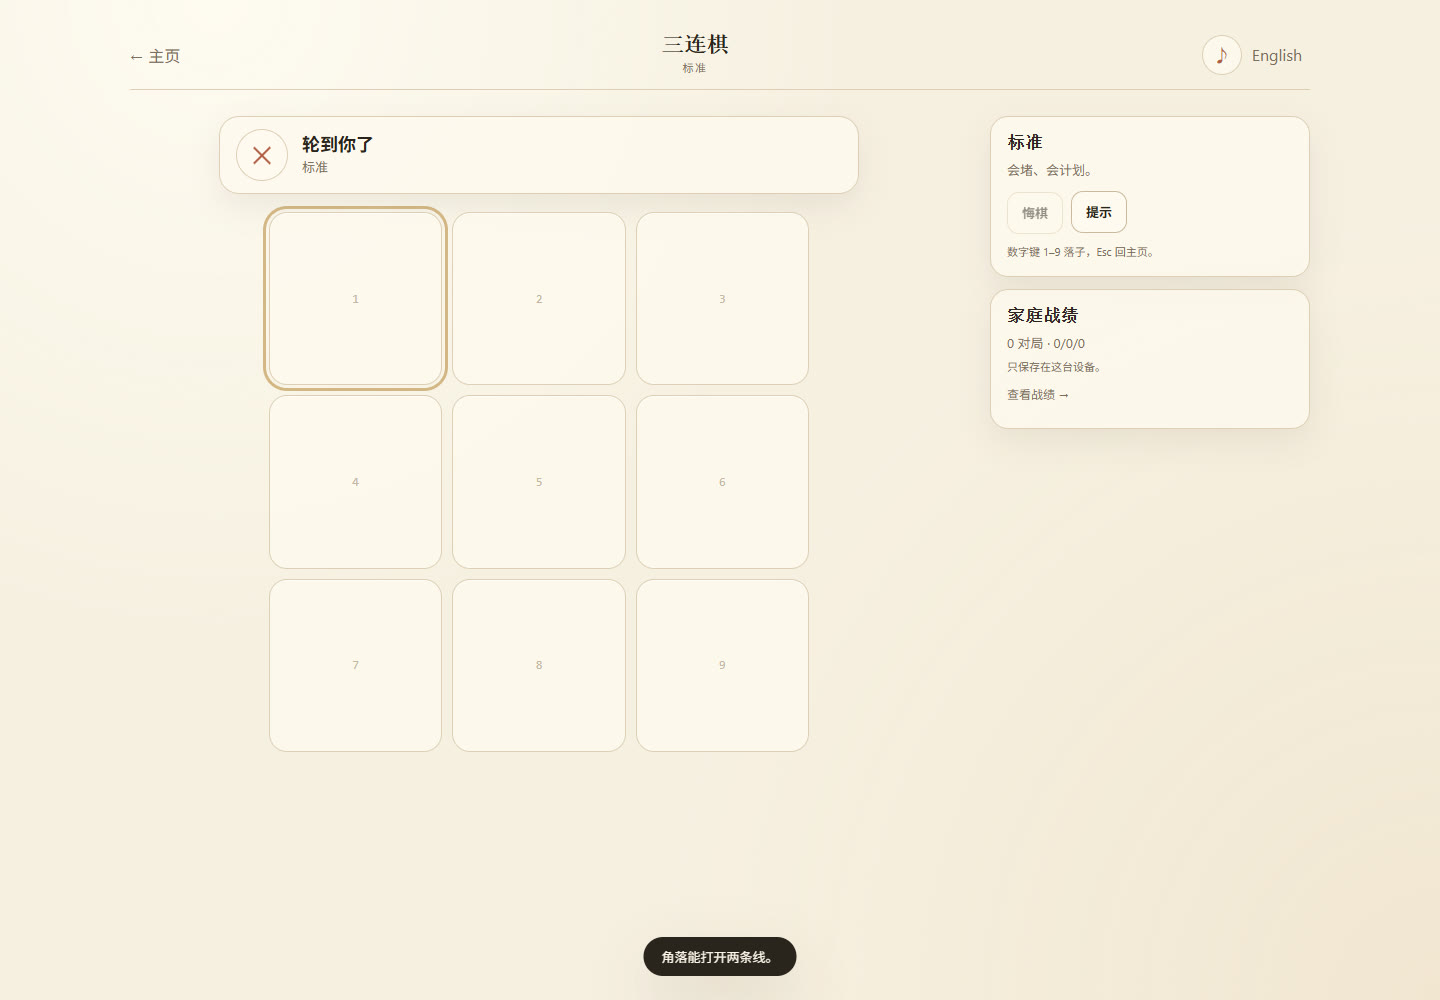 ← 主页
三连棋
标准
♪
English
轮到你了
标准
1
2
3
4
5
6
7
8
9
标准
会堵、会计划。
悔棋
提示
数字键 1–9 落子，Esc 回主页。
家庭战绩
0 对局 · 0/0/0
只保存在这台设备。
查看战绩 →
角落能打开两条线。